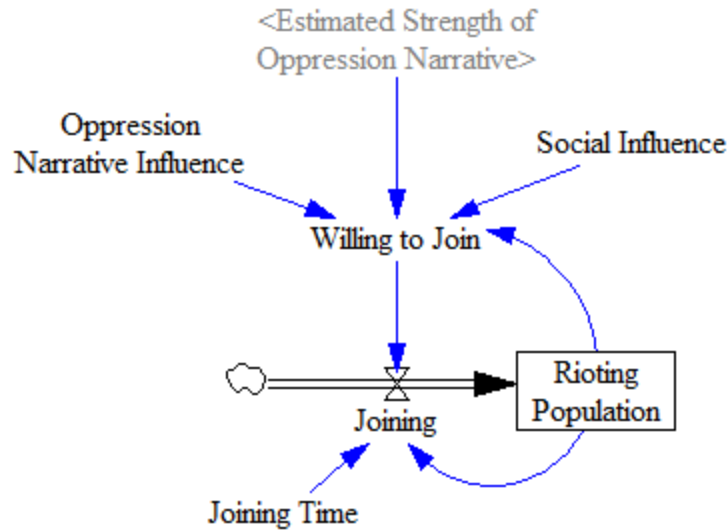 <Estimated Strength of
Oppression Narrative>
Oppression
Narrative Influence
Social Influence
Willing to Join
Rioting
Population
Joining
Joining Time